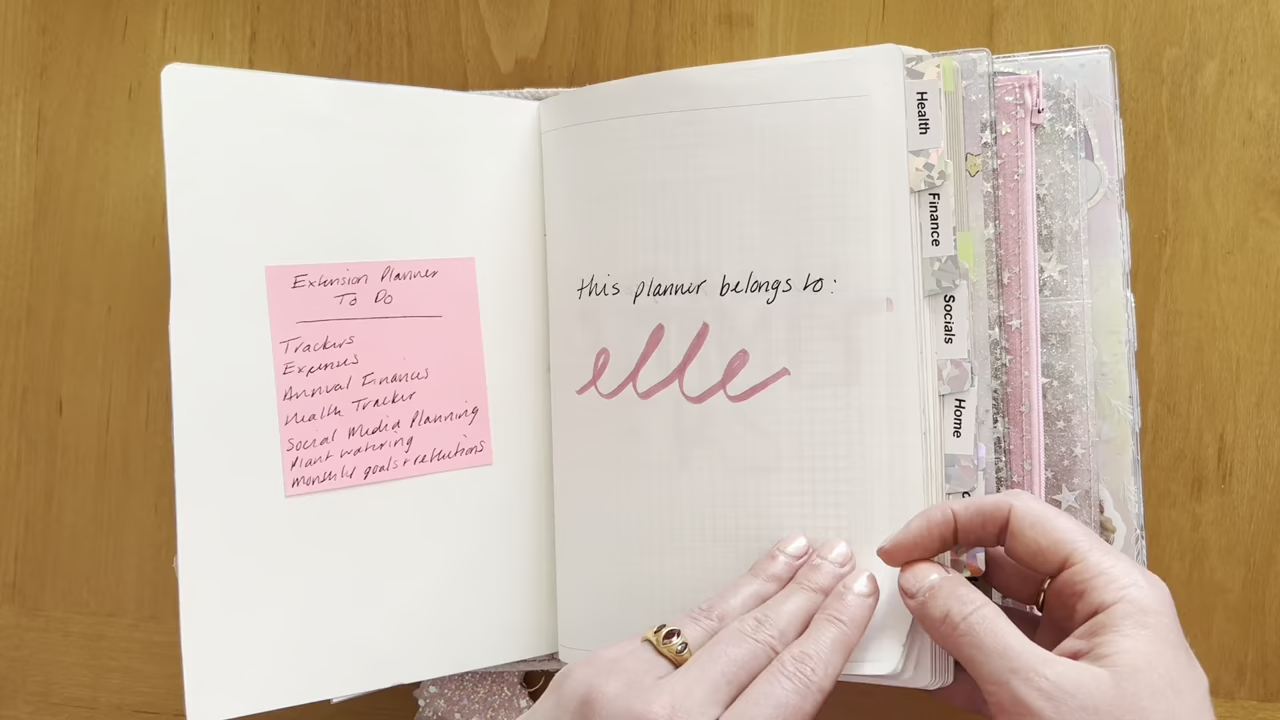 Extension Planner
To Do
Trackers
Expenses
Annual Finances
Health Tracker
Social Media Planning
Plant watering
monthly goals + reflections
this planner belongs to:
elle
Health
Finance
Socials
Home